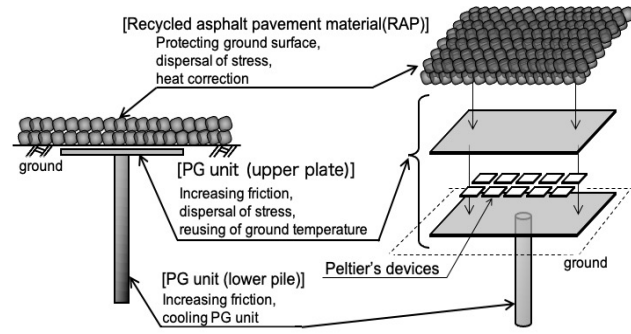 [Recycled asphalt pavement material(RAP)]
Protecting ground surface,
dispersal of stress,
heat correction
ground
[PG unit (upper plate)]
Increasing friction,
dispersal of stress,
reusing of ground temperature
[PG unit (lower pile)]
Increasing friction,
cooling PG unit
Peltier's devices
ground